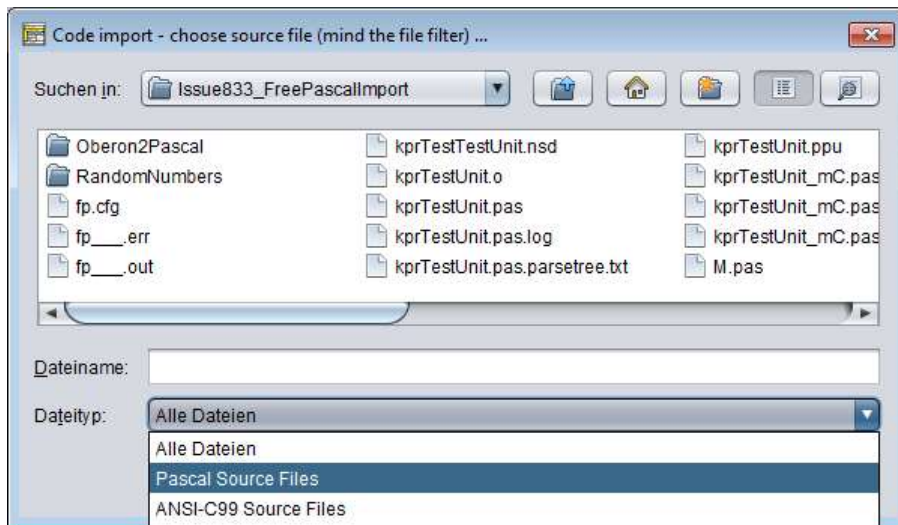 Code import - choose source file (mind the file filter) ...
Suchen in: Issue833_FreePascalImport
Oberon2Pascal
RandomNumbers
fp.cfg
fp___.err
fp___.out
kprTestTestUnit.nsd
kprTestUnit.o
kprTestUnit.pas
kprTestUnit.pas.log
kprTestUnit.pas.parsetree.txt
kprTestUnit.ppu
kprTestUnit_mC.pas
kprTestUnit_mC.pas
kprTestUnit_mC.pas
M.pas
Dateiname:
Dateityp: Alle Dateien
Alle Dateien
Pascal Source Files
ANSI-C99 Source Files